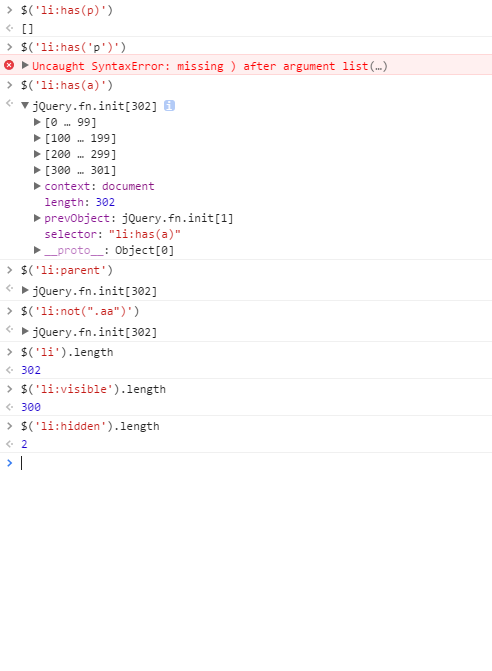 > $('li:has(p)')
<· []
> $('li:has('p')')
▶Uncaught SyntaxError: missing ) after argument list(…)
> $('li:has(a)')
<· ▼jQuery.fn.init[302] i
▶[0 … 99]
▶[100 … 199]
▶[200 … 299]
▶[300 … 301]
▶context: document
length: 302
▶prevObject: jQuery.fn.init[1]
selector: "li:has(a)"
▶__proto__: Object[0]
> $('li:parent')
<· ▶jQuery.fn.init[302]
> $('li:not(".aa")')
<· ▶jQuery.fn.init[302]
> $('li').length
<· 302
> $('li:visible').length
<· 300
> $('li:hidden').length
<· 2
>